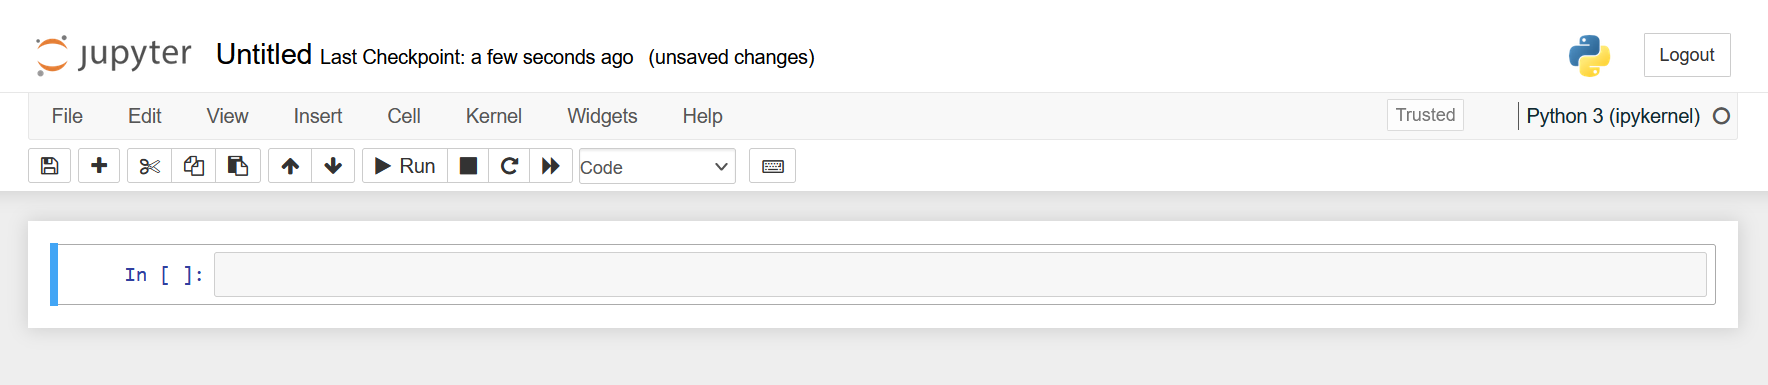 jupyter Untitled Last Checkpoint: a few seconds ago (unsaved changes) Logout
File Edit View Insert Cell Kernel Widgets Help Trusted Python 3 (ipykernel)
Run Code
In [ ]: